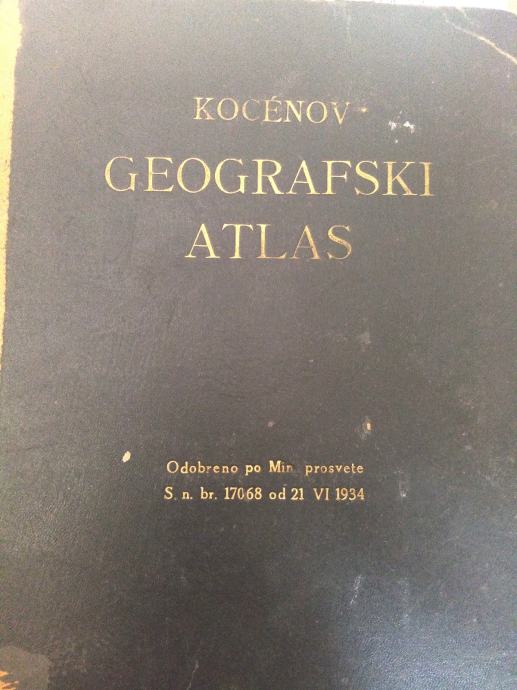 KOCÉNOV
GEOGRAFSKI
ATLAS
Odobreno po Min. prosvete
S. n. br. 17068 od 21 VI 1934